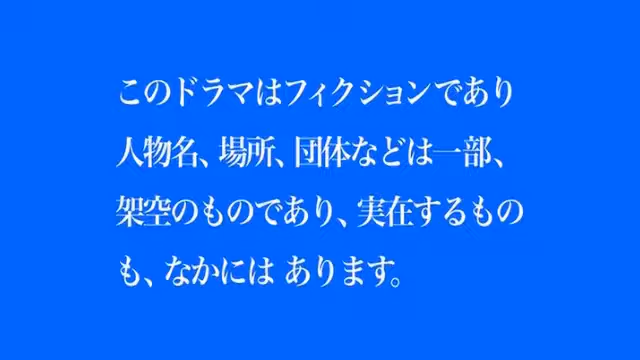 このドラマはフィクションであり
人物名、場所、団体などは一部、
架空のものであり、実在するもの
も、なかには あります。